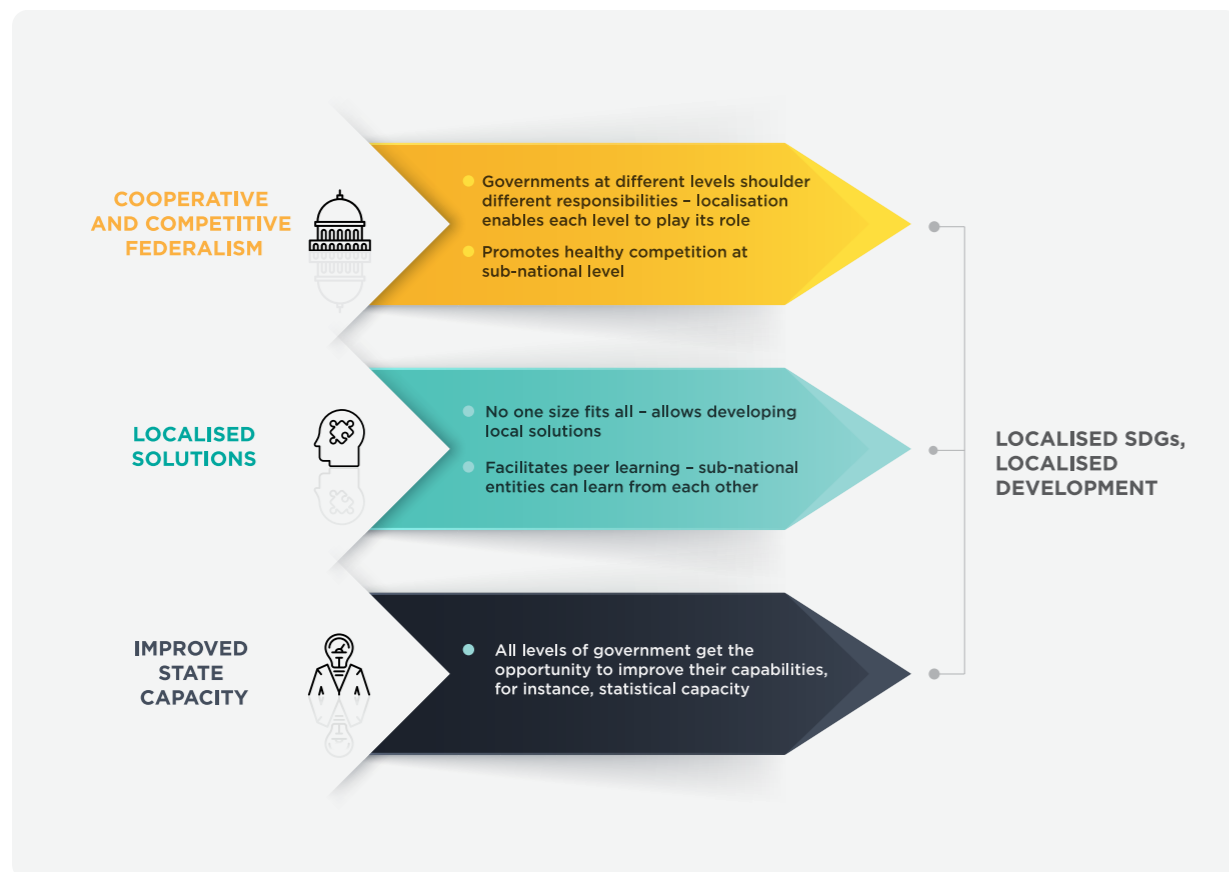 COOPERATIVE
AND COMPETITIVE
FEDERALISM
Governments at different levels shoulder
different responsibilities – localisation
enables each level to play its role
Promotes healthy competition at
sub-national level
LOCALISED
SOLUTIONS
No one size fits all – allows developing
local solutions
Facilitates peer learning – sub-national
entities can learn from each other
IMPROVED
STATE
CAPACITY
All levels of government get the
opportunity to improve their capabilities,
for instance, statistical capacity
LOCALISED SDGs,
LOCALISED
DEVELOPMENT